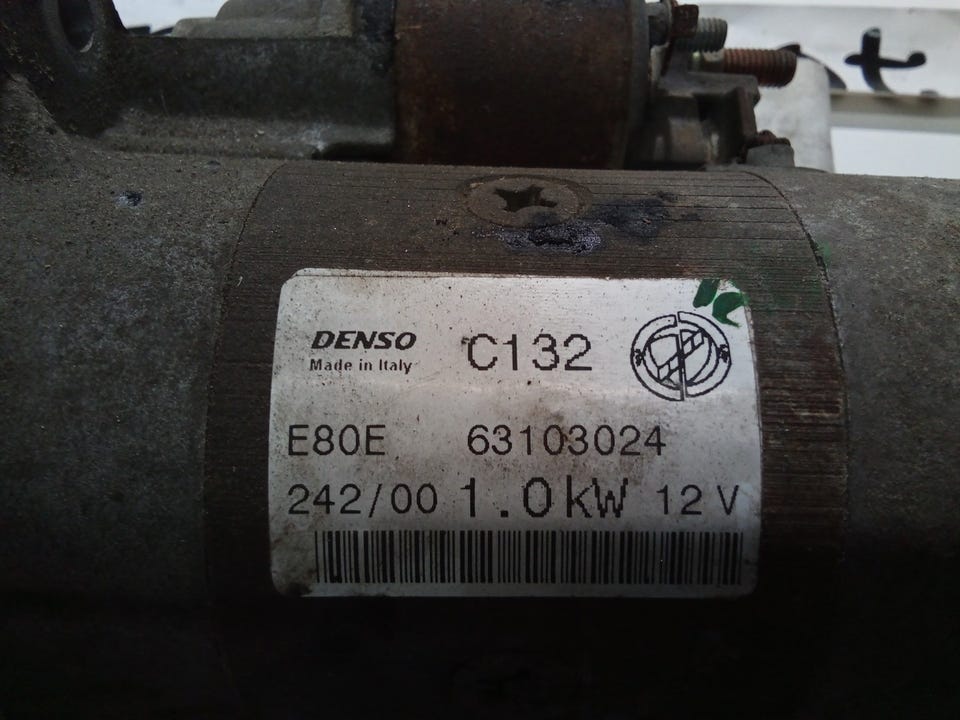 DENSO
Made in Italy
C132
E80E 63103024
242/00 1.0kW 12V